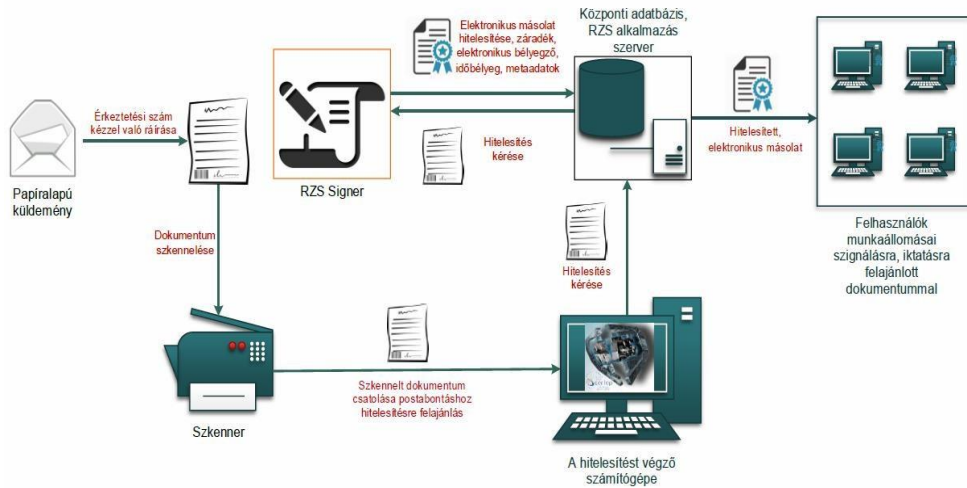 Elektronikus másolat
hitelesítése, záradék,
elektronikus bélyegző,
időbélyeg, metaadatok
Központi adatbázis,
RZS alkalmazás
szerver
Érkeztetési szám
kézzel való ráírása
Hitelesítés
kérése
Hitelesített,
elektronikus másolat
Papíralapú
küldemény
RZS Signer
Dokumentum
szkennelése
Hitelesítés
kérése
Felhasználók
munkaállomásai
szignálásra, iktatásra
felajánlott
dokumentummal
Szkennelt dokumentum
csatolása postabontáshoz
hitelesítésre felajánlás
Szkenner
A hitelesítést végző
számítógépe